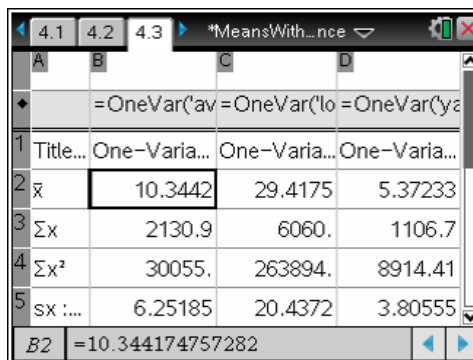 4.1 4.2 4.3 *MeansWith…nce
A B C D
=OneVar('av =OneVar('lo =OneVar('ya
1 Title... One–Varia... One–Varia... One–Varia...
2 x̄ 10.3442 29.4175 5.37233
3 Σx 2130.9 6060. 1106.7
4 Σx² 30055. 263894. 8914.41
5 sx :... 6.25185 20.4372 3.80555
B2 =10.344174757282